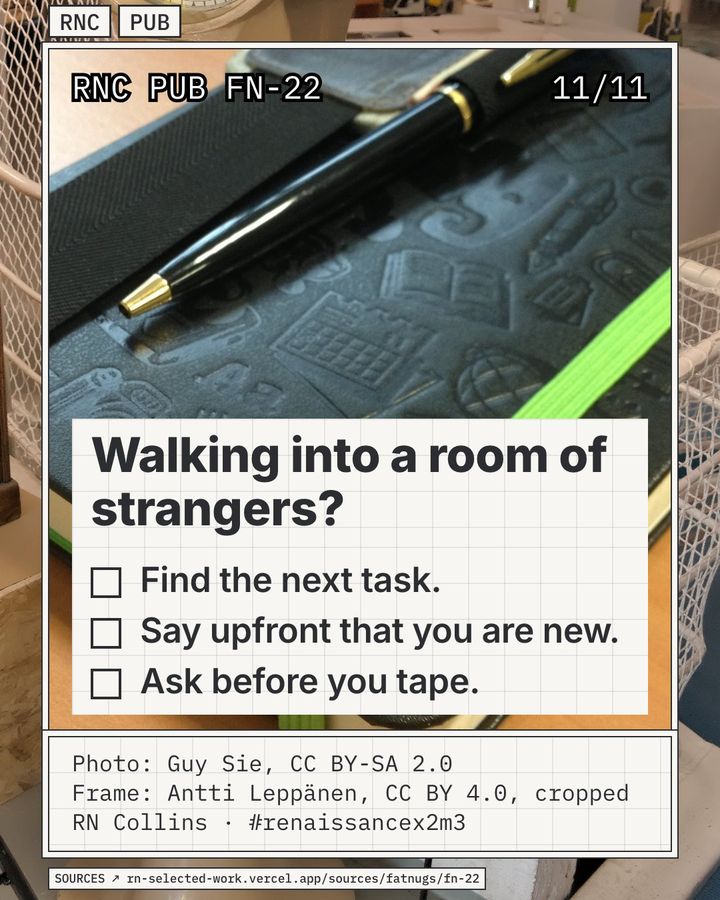 RNC PUB
RNC PUB FN-22 11/11
Walking into a room of
strangers?
Find the next task.
Say upfront that you are new.
Ask before you tape.
Photo: Guy Sie, CC BY-SA 2.0
Frame: Antti Leppänen, CC BY 4.0, cropped
RN Collins · #renaissancex2m3
SOURCES ↗ rn-selected-work.vercel.app/sources/fatnugs/fn-22